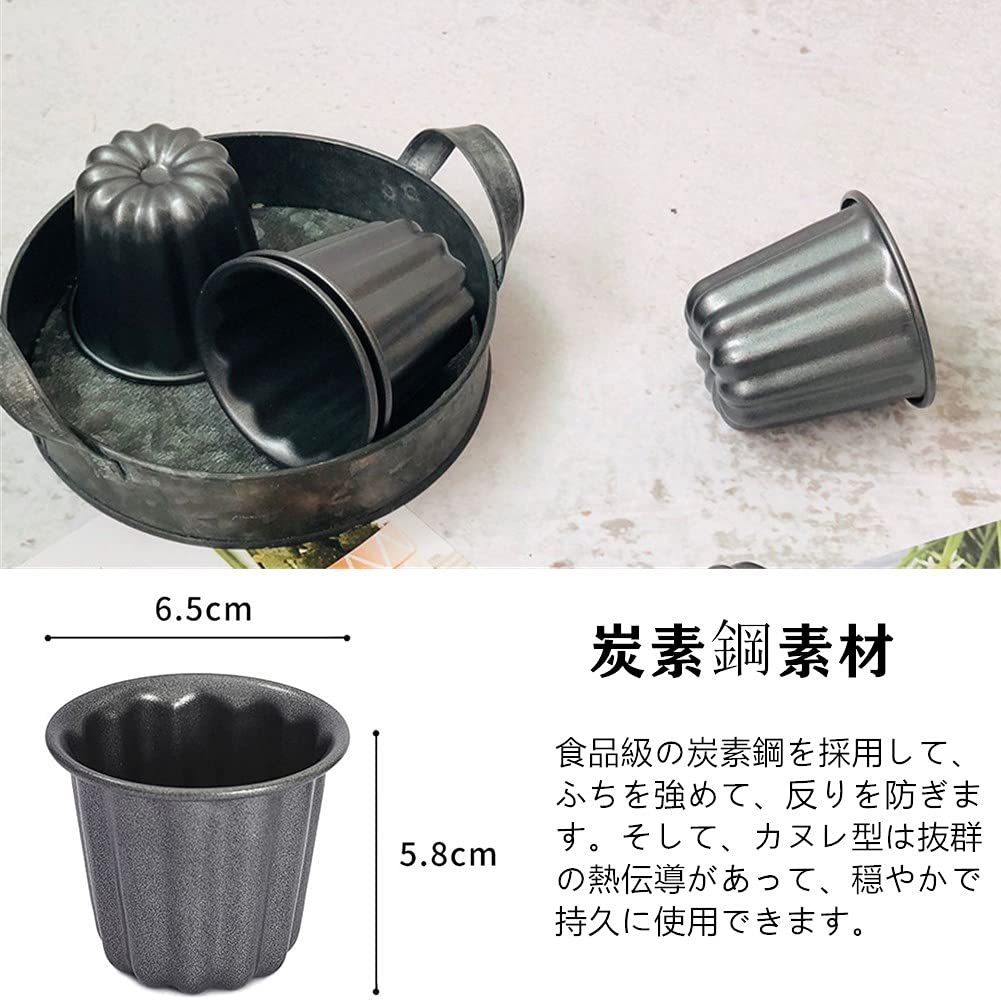 6.5cm
5.8cm
炭素鋼素材
食品級の炭素鋼を採用して、
ふちを強めて、反りを防ぎま
す。そして、カヌレ型は抜群
の熱伝導があって、穏やかで
持久に使用できます。